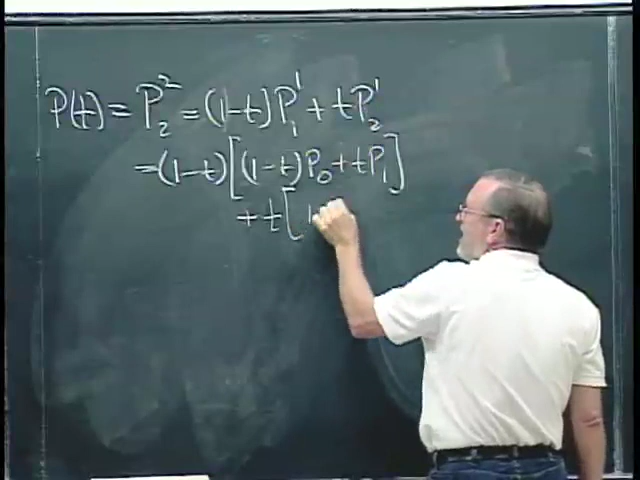 P(t) = P₂² = (1-t)P₁¹ + tP₂¹
= (1-t)[(1-t)P₀ + tP₁]
+ t[